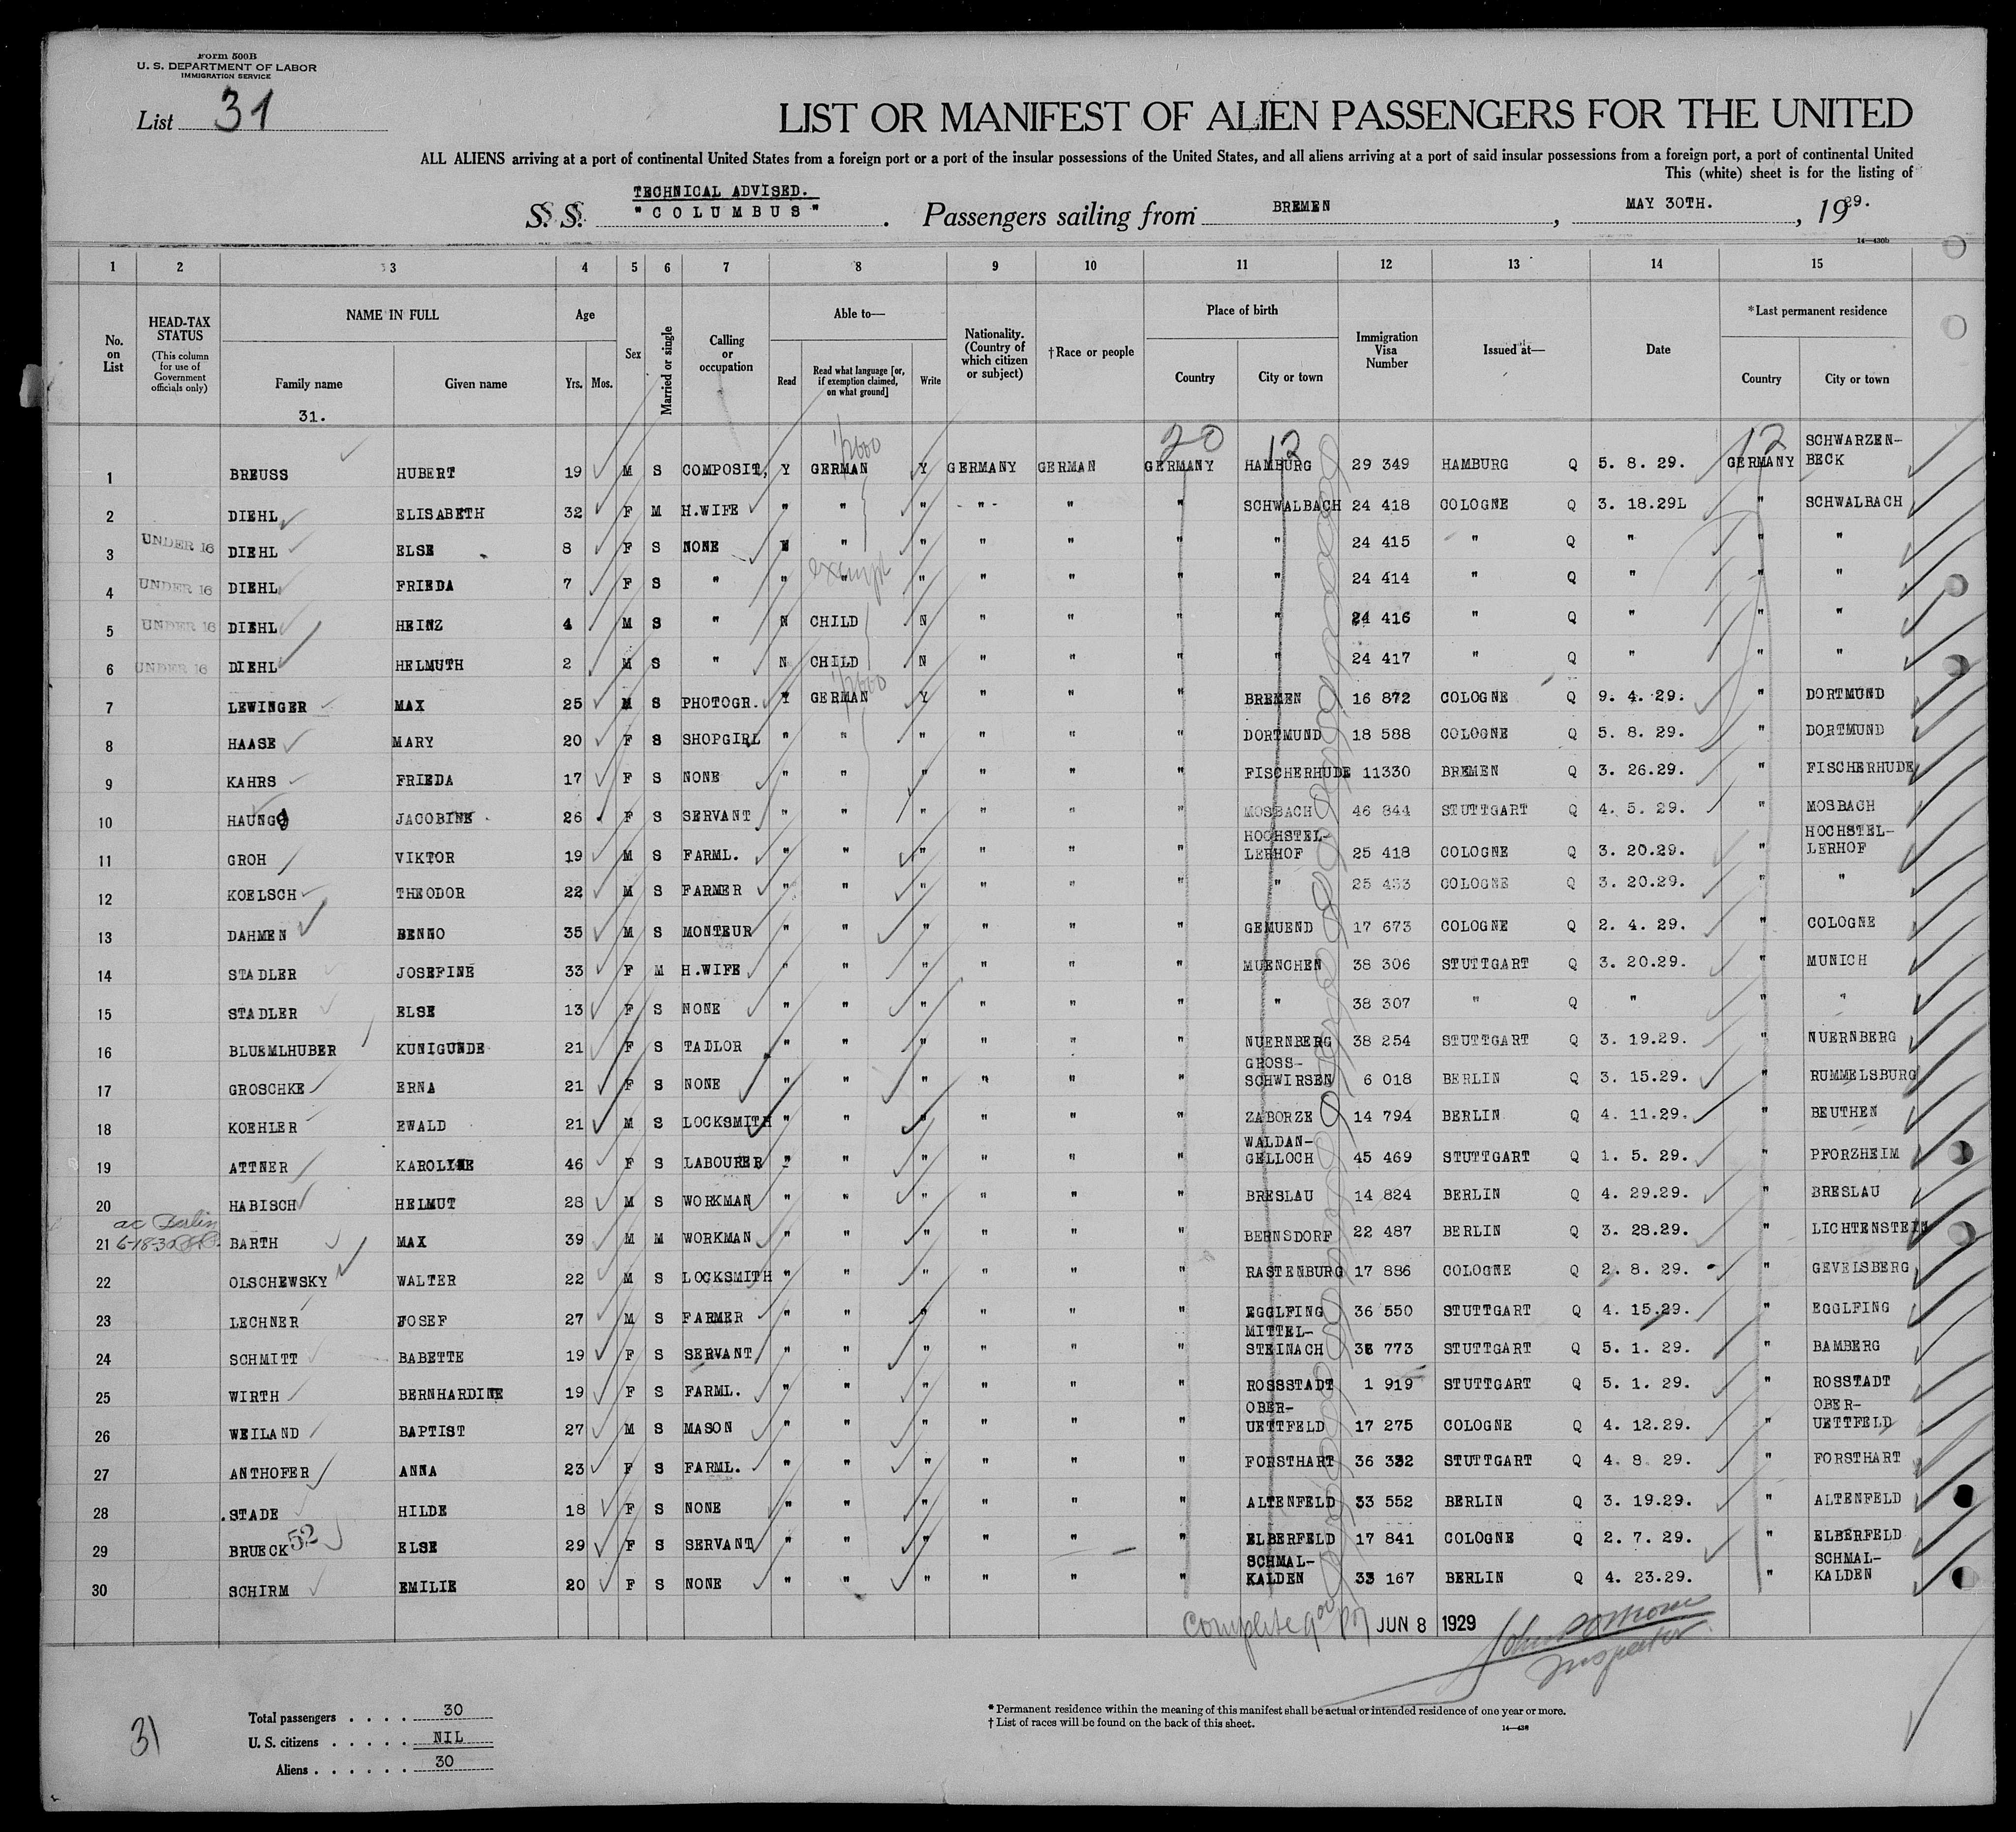 Form 500B
U. S. DEPARTMENT OF LABOR
IMMIGRATION SERVICE
List 31
LIST OR MANIFEST OF ALIEN PASSENGERS FOR THE UNITED
ALL ALIENS arriving at a port of continental United States from a foreign port or a port of the insular possessions of the United States, and all aliens arriving at a port of said insular possessions from a foreign port, a port of continental United
This (white) sheet is for the listing of
TECHNICAL ADVISED.
S. S. "COLUMBUS". Passengers sailing from BREMEN, MAY 30TH., 1929.
14—430b
1 2 3 4 5 6 7 8 9 10 11 12 13 14 15
No. on List
HEAD-TAX STATUS (This column for use of Government officials only)
NAME IN FULL
Family name
Given name
31.
Age
Yrs. Mos.
Sex
Married or single
Calling or occupation
Able to—
Read
Read what language [or, if exemption claimed, on what ground]
Write
Nationality. (Country of which citizen or subject)
†Race or people
Place of birth
Country
City or town
Immigration Visa Number
Issued at—
Date
*Last permanent residence
Country
City or town
20 12 12
1 BREUSS HUBERT 19 M S COMPOSIT, Y GERMAN Y GERMANY GERMAN GERMANY HAMBURG 29 349 HAMBURG Q 5. 8. 29. GERMANY SCHWARZEN-
BECK
2 DIEHL ELISABETH 32 F M H.WIFE " " " " " " SCHWALBACH 24 418 COLOGNE Q 3. 18.29L " SCHWALBACH
3 UNDER 16 DIEHL ELSE 8 F S NONE " " " " " " 24 415 " Q " " "
exempt
4 UNDER 16 DIEHL FRIEDA 7 F S " " " " " " " " 24 414 " Q " " "
5 UNDER 16 DIEHL HEINZ 4 M S " N CHILD N " " " " 24 416 " Q " " "
6 UNDER 16 DIEHL HELMUTH 2 M S " N CHILD N " " " " 24 417 " Q " " "
7 LEWINGER MAX 25 M S PHOTOGR. Y GERMAN Y " " " BREMEN 16 872 COLOGNE Q 9. 4. 29. " DORTMUND
8 HAASE MARY 20 F S SHOPGIRL " " " " " " DORTMUND 18 588 COLOGNE Q 5. 8. 29. " DORTMUND
9 KAHRS FRIEDA 17 F S NONE " " " " " " FISCHERHUDE 11330 BREMEN Q 3. 26.29. " FISCHERHUDE
10 HAUNG JACOBINE 26 F S SERVANT " " " " " " MOSBACH 46 844 STUTTGART Q 4. 5. 29. " MOSBACH
11 GROH VIKTOR 19 M S FARML. " " " " " " HOCHSTEL-
LERHOF 25 418 COLOGNE Q 3. 20.29. " HOCHSTEL-
LERHOF
12 KOELSCH THEODOR 22 M S FARMER " " " " " " " 25 433 COLOGNE Q 3. 20.29. " "
13 DAHMEN BENNO 35 M S MONTEUR " " " " " " GEMUEND 17 673 COLOGNE Q 2. 4. 29. " COLOGNE
14 STADLER JOSEFINE 33 F M H.WIFE " " " " " " MUENCHEN 38 306 STUTTGART Q 3. 20.29. " MUNICH
15 STADLER ELSE 13 F S NONE " " " " " " " 38 307 " Q " " "
16 BLUEMLHUBER KUNIGUNDE 21 F S TADLOR " " " " " " NUERNBERG 38 254 STUTTGART Q 3. 19.29. " NUERNBERG
17 GROSCHKE ERNA 21 F S NONE " " " " " " GROSS-
SCHWIRSEN 6 018 BERLIN Q 3. 15.29. " RUMMELSBURG
18 KOEHLER EWALD 21 M S LOCKSMITH " " " " " " ZABORZE 14 794 BERLIN Q 4. 11.29. " BEUTHEN
19 ATTNER KAROLINE 46 F S LABOURER " " " " " " WALDAN-
GELLOCH 45 469 STUTTGART Q 1. 5. 29. " PFORZHEIM
20 HABISCH HELMUT 28 M S WORKMAN " " " " " " BRESLAU 14 824 BERLIN Q 4. 29.29. " BRESLAU
ac Berlin
21 BARTH MAX 39 M M WORKMAN " " " " " " BERNSDORF 22 487 BERLIN Q 3. 28.29. " LICHTENSTEIN
22 OLSCHEWSKY WALTER 22 M S LOCKSMITH " " " " " " RASTENBURG 17 886 COLOGNE Q 2. 8. 29. " GEVELSBERG
23 LECHNER JOSEF 27 M S FARMER " " " " " " EGGLFING 36 550 STUTTGART Q 4. 15.29. " EGGLFING
24 SCHMITT BABETTE 19 F S SERVANT " " " " " " MITTEL-
STEINACH 36 773 STUTTGART Q 5. 1. 29. " BAMBERG
25 WIRTH BERNHARDINE 19 F S FARML. " " " " " " ROSSSTADT 1 919 STUTTGART Q 5. 1. 29. " ROSSTADT
26 WEILAND BAPTIST 27 M S MASON " " " " " " OBER-
UETTFELD 17 275 COLOGNE Q 4. 12.29. " OBER-
UETTFELD
27 ANTHOFER ANNA 23 F S FARML. " " " " " " FORSTHART 36 332 STUTTGART Q 4. 8 29. " FORSTHART
28 STADE HILDE 18 F S NONE " " " " " " ALTENFELD 33 552 BERLIN Q 3. 19.29. " ALTENFELD
29 BRUECK 52 ELSE 29 F S SERVANT " " " " " " ELBERFELD 17 841 COLOGNE Q 2. 7. 29. " ELBERFELD
30 SCHIRM EMILIE 20 F S NONE " " " " " " SCHMAL-
KALDEN 33 167 BERLIN Q 4. 23.29. " SCHMAL-
KALDEN
Complete JUN 8 1929
Inspector
31
Total passengers . . . . 30
U. S. citizens . . . . . NIL
Aliens . . . . . . 30
* Permanent residence within the meaning of this manifest shall be actual or intended residence of one year or more.
† List of races will be found on the back of this sheet.
14—430